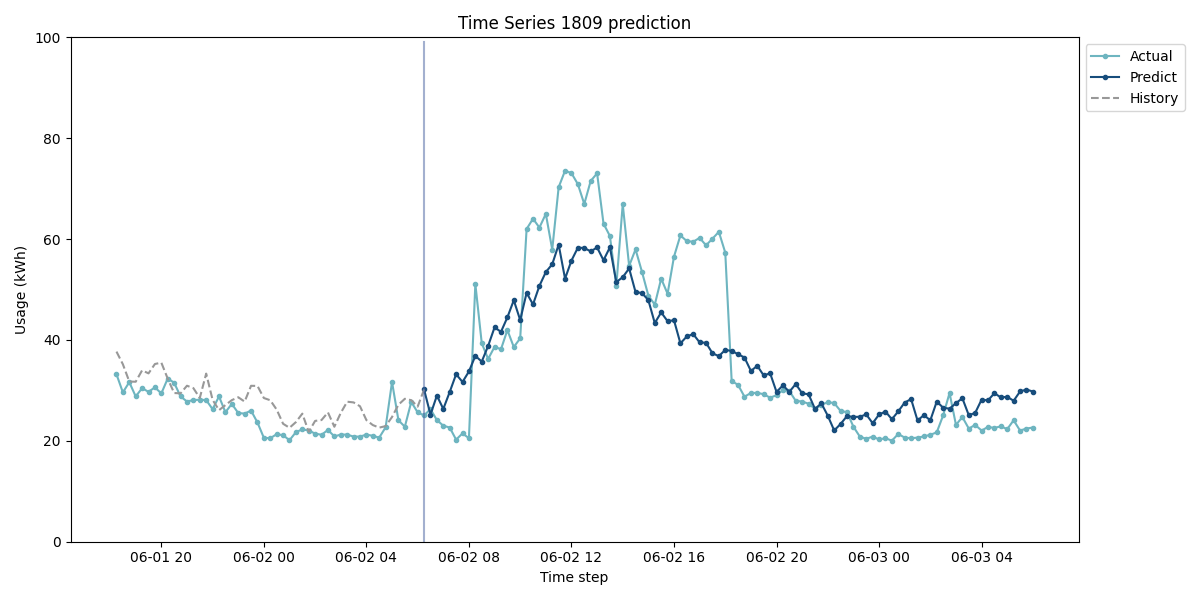 Time Series 1809 prediction
Usage (kWh)
100
80
60
40
20
0
06-01 20
06-02 00
06-02 04
06-02 08
06-02 12
06-02 16
06-02 20
06-03 00
06-03 04
Time step
Actual
Predict
History